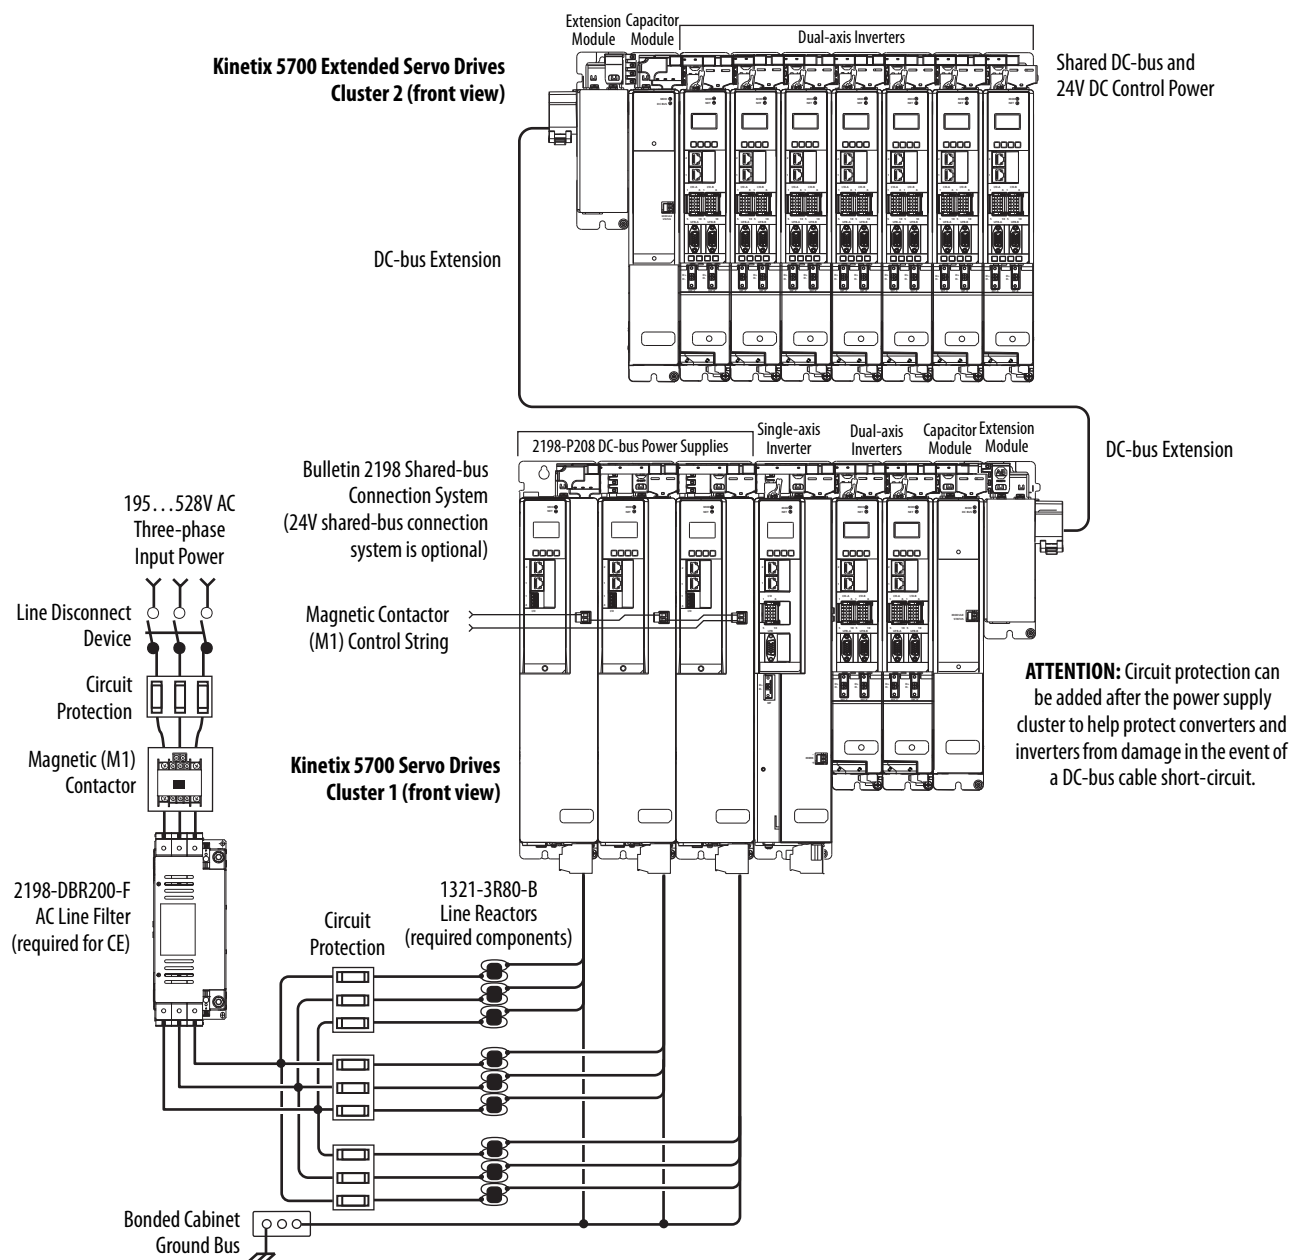 Extension
Module
Capacitor
Module
Dual-axis Inverters
Kinetix 5700 Extended Servo Drives
Cluster 2 (front view)
Shared DC-bus and
24V DC Control Power
DC-bus Extension
2198-P208 DC-bus Power Supplies
Single-axis
Inverter
Dual-axis
Inverters
Capacitor
Module
Extension
Module
DC-bus Extension
Bulletin 2198 Shared-bus
Connection System
(24V shared-bus connection
system is optional)
195…528V AC
Three-phase
Input Power
Line Disconnect
Device
Magnetic Contactor
(M1) Control String
Circuit
Protection
ATTENTION: Circuit protection can
be added after the power supply
cluster to help protect converters and
inverters from damage in the event of
a DC-bus cable short-circuit.
Magnetic (M1)
Contactor
Kinetix 5700 Servo Drives
Cluster 1 (front view)
2198-DBR200-F
AC Line Filter
(required for CE)
Circuit
Protection
1321-3R80-B
Line Reactors
(required components)
Bonded Cabinet
Ground Bus